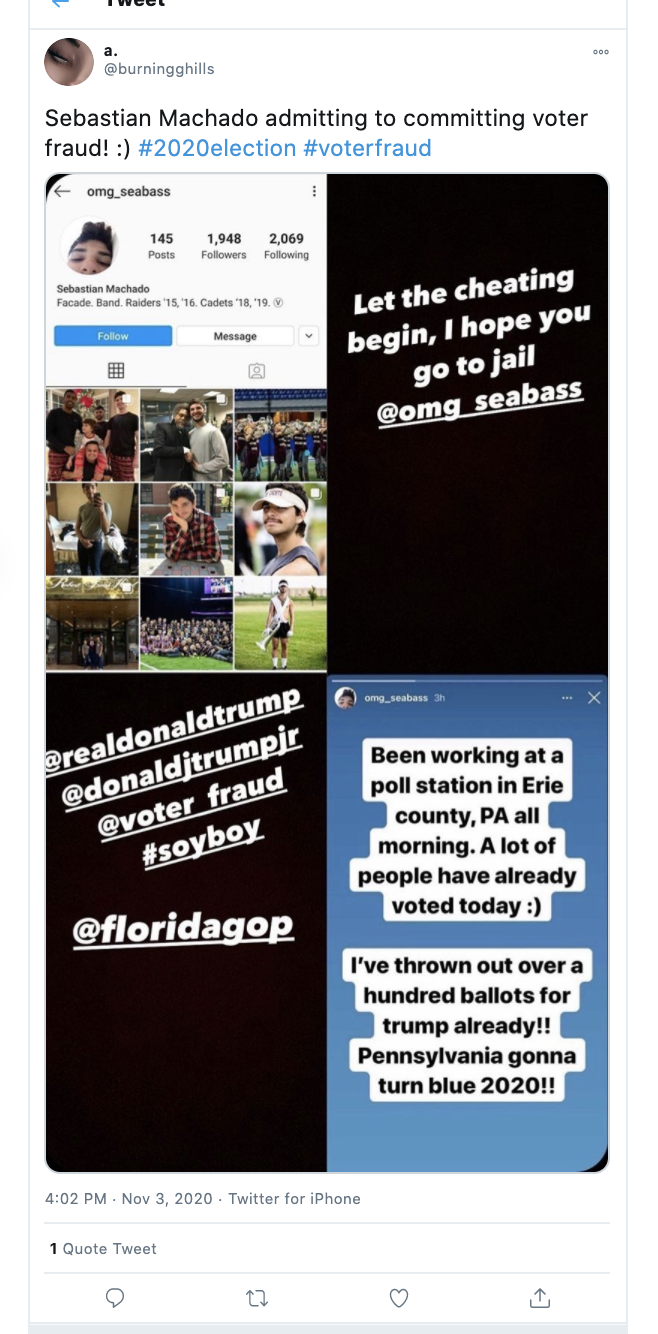 Tweet
a.
@burningghills
Sebastian Machado admitting to committing voter
fraud! :) #2020election #voterfraud
omg_seabass
145
1,948
2,069
Posts
Followers
Following
Sebastian Machado
Facade. Band. Raiders '15, '16. Cadets '18, '19. Ⓥ
Follow
Message
Let the cheating
begin, I hope you
go to jail
@omg_seabass
@realdonaldtrump
@donaldjtrumpjr
@voter_fraud
#soyboy
@floridagop
omg_seabass 3h
Been working at a
poll station in Erie
county, PA all
morning. A lot of
people have already
voted today :)
I've thrown out over a
hundred ballots for
trump already!!
Pennsylvania gonna
turn blue 2020!!
4:02 PM · Nov 3, 2020 · Twitter for iPhone
1 Quote Tweet